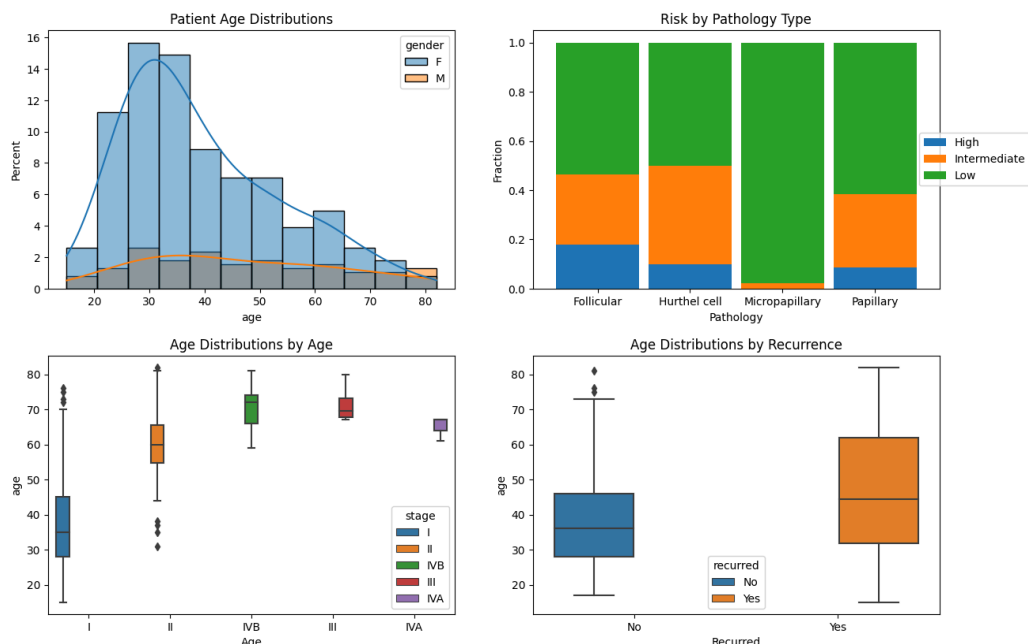 Patient Age Distributions
16
14
12
10
8
6
4
2
0
Percent
gender
F
M
20 30 40 50 60 70 80
age
Risk by Pathology Type
1.0
0.8
0.6
0.4
0.2
0.0
Fraction
High
Intermediate
Low
Follicular Hurthel cell Micropapillary Papillary
Pathology
Age Distributions by Age
80
70
60
50
40
30
20
age
stage
I
II
IVB
III
IVA
I II IVB III IVA
Age
Age Distributions by Recurrence
80
70
60
50
40
30
20
age
recurred
No
Yes
No Yes
Recurred